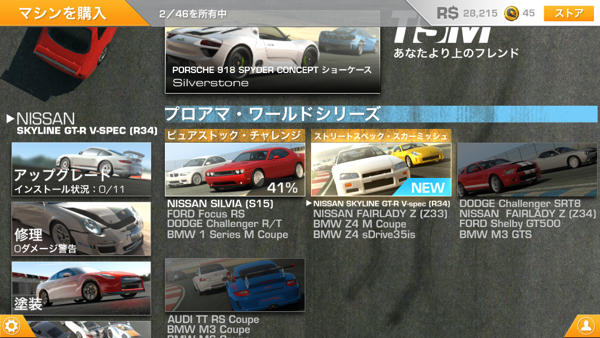 マシンを購入
2/46を所有中
R$ 28,215
45
ストア
あなたより上のフレンド
PORSCHE 918 SPYDER CONCEPT ショーケース
Silverstone
NISSAN
SKYLINE GT-R V-SPEC (R34)
アップグレード
インストール状況：0/11
修理
0ダメージ警告
塗装
プロアマ・ワールドシリーズ
ピュアストック・チャレンジ
41%
NISSAN SILVIA (S15)
FORD Focus RS
DODGE Challenger R/T
BMW 1 Series M Coupe
ストリートスペック・スカーミッシュ
NEW
NISSAN SKYLINE GT-R V-spec (R34)
NISSAN FAIRLADY Z (Z33)
BMW Z4 M Coupe
BMW Z4 sDrive35is
DODGE Challenger SRT8
NISSAN FAIRLADY Z (Z34)
FORD Shelby GT500
BMW M3 GTS
AUDI TT RS Coupe
BMW M3 Coupe